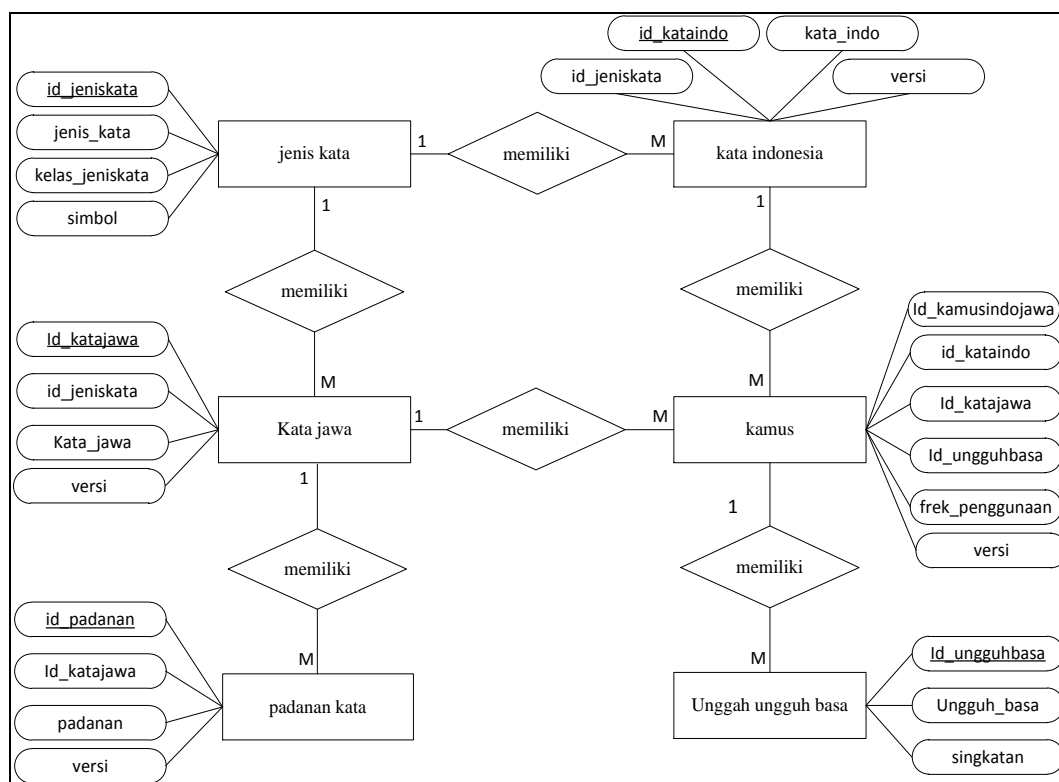 id_kataindo
kata_indo
id_jeniskata
versi
id_jeniskata
jenis_kata
kelas_jeniskata
simbol
jenis kata
1
memiliki
M
kata indonesia
1
memiliki
M
1
memiliki
M
Id_katajawa
id_jeniskata
Kata_jawa
versi
Kata jawa
1
memiliki
M
kamus
Id_kamusindojawa
id_kataindo
Id_katajawa
Id_ungguhbasa
frek_penggunaan
versi
1
memiliki
M
1
memiliki
M
id_padanan
Id_katajawa
padanan
versi
padanan kata
Unggah ungguh basa
Id_ungguhbasa
Ungguh_basa
singkatan